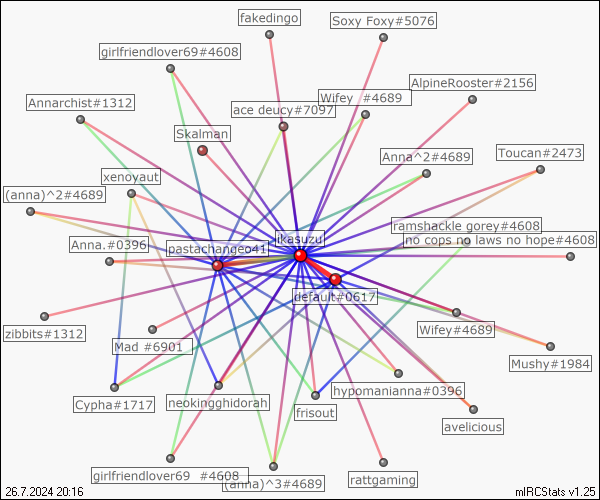 fakedingo
Soxy Foxy#5076
girlfriendlover69#4608
AlpineRooster#2156
Annarchist#1312
Wifey  #4689
ace deucy#7097
Skalman
Toucan#2473
Anna^2#4689
xenoyaut
(anna)^2#4689
ramshackle gorey#4608
ikasuzu
no cops no laws no hope#4608
Anna.#0396
pastachangeo41
default#0617
zibbits#1312
Wifey#4689
Mad #6901
Mushy#1984
hypomanianna#0396
Cypha#1717
neokingghidorah
frisout
avelicious
girlfriendlover69  #4608
(anna)^3#4689
rattgaming
26.7.2024 20:16
mIRCStats v1.25